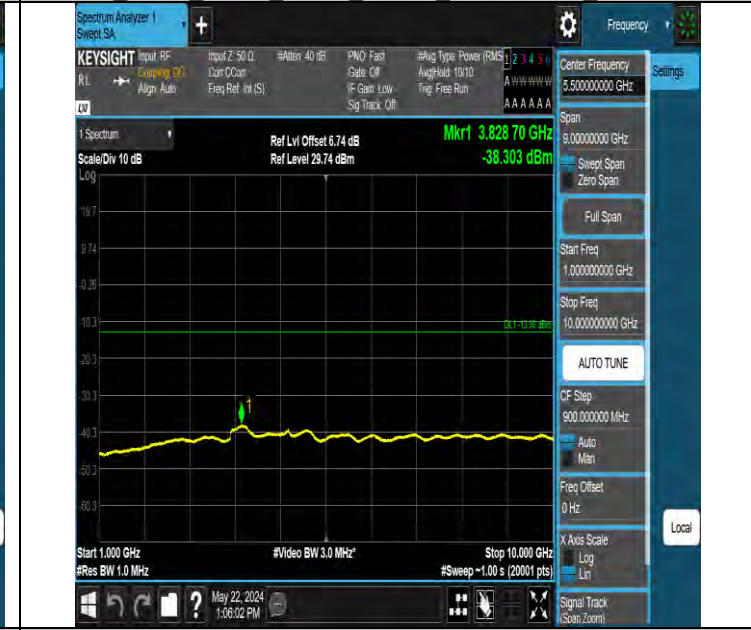 Spectrum Analyzer 1
Swept SA
+
Frequency
KEYSIGHT
RL
Input: RF
Coupling: DC
Align: Auto
Input Z: 50 Ω
Corr CCorr
Freq Ref: Int (S)
#Atten: 40 dB
PNO: Fast
Gate: Off
IF Gain: Low
Sig Track: Off
#Avg Type: Power (RMS
Avg|Hold: 10/10
Trig: Free Run
1 2 3 4 5 6
A W W W W W
A A A A A A
Center Frequency
5.500000000 GHz
Settings
Span
9.00000000 GHz
Swept Span
Zero Span
Full Span
Start Freq
1.000000000 GHz
Stop Freq
10.000000000 GHz
AUTO TUNE
CF Step
900.000000 MHz
Auto
Man
Freq Offset
0 Hz
X Axis Scale
Log
Lin
Signal Track
(Span Zoom)
Local
1 Spectrum
Scale/Div 10 dB
Ref Lvl Offset 6.74 dB
Ref Level 29.74 dBm
Mkr1 3.828 70 GHz
-38.303 dBm
Log
19.7
9.74
-0.26
-10.3
DL1 -13.00 dBm
-20.3
-30.3
1
-40.3
-50.3
-60.3
Start 1.000 GHz
#Video BW 3.0 MHz*
Stop 10.000 GHz
#Res BW 1.0 MHz
#Sweep ~1.00 s (20001 pts)
?
May 22, 2024
1:06:02 PM